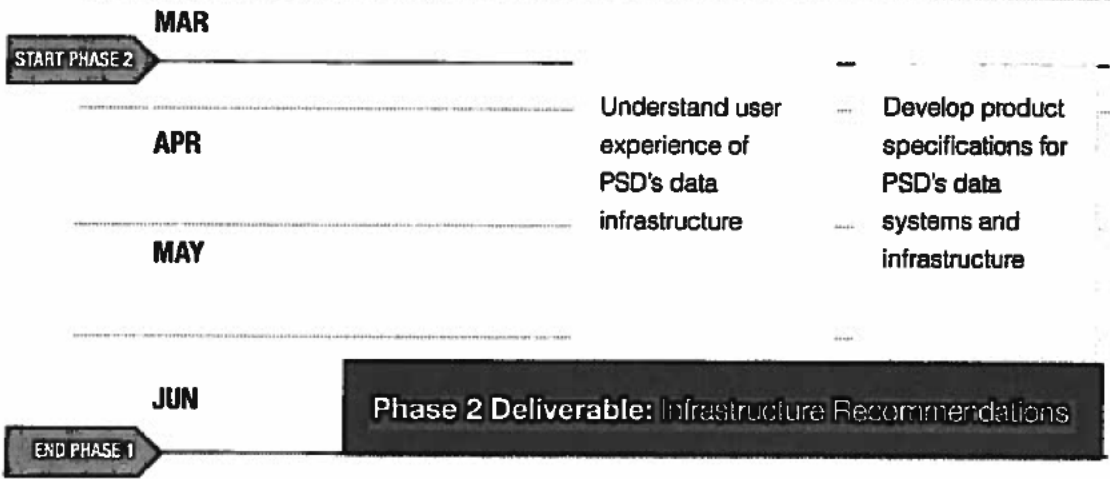 MAR
START PHASE 2
Understand user
experience of
PSD's data
infrastructure
Develop product
specifications for
PSD's data
systems and
infrastructure
APR
MAY
JUN
Phase 2 Deliverable: Infrastructure Recommendations
END PHASE 1